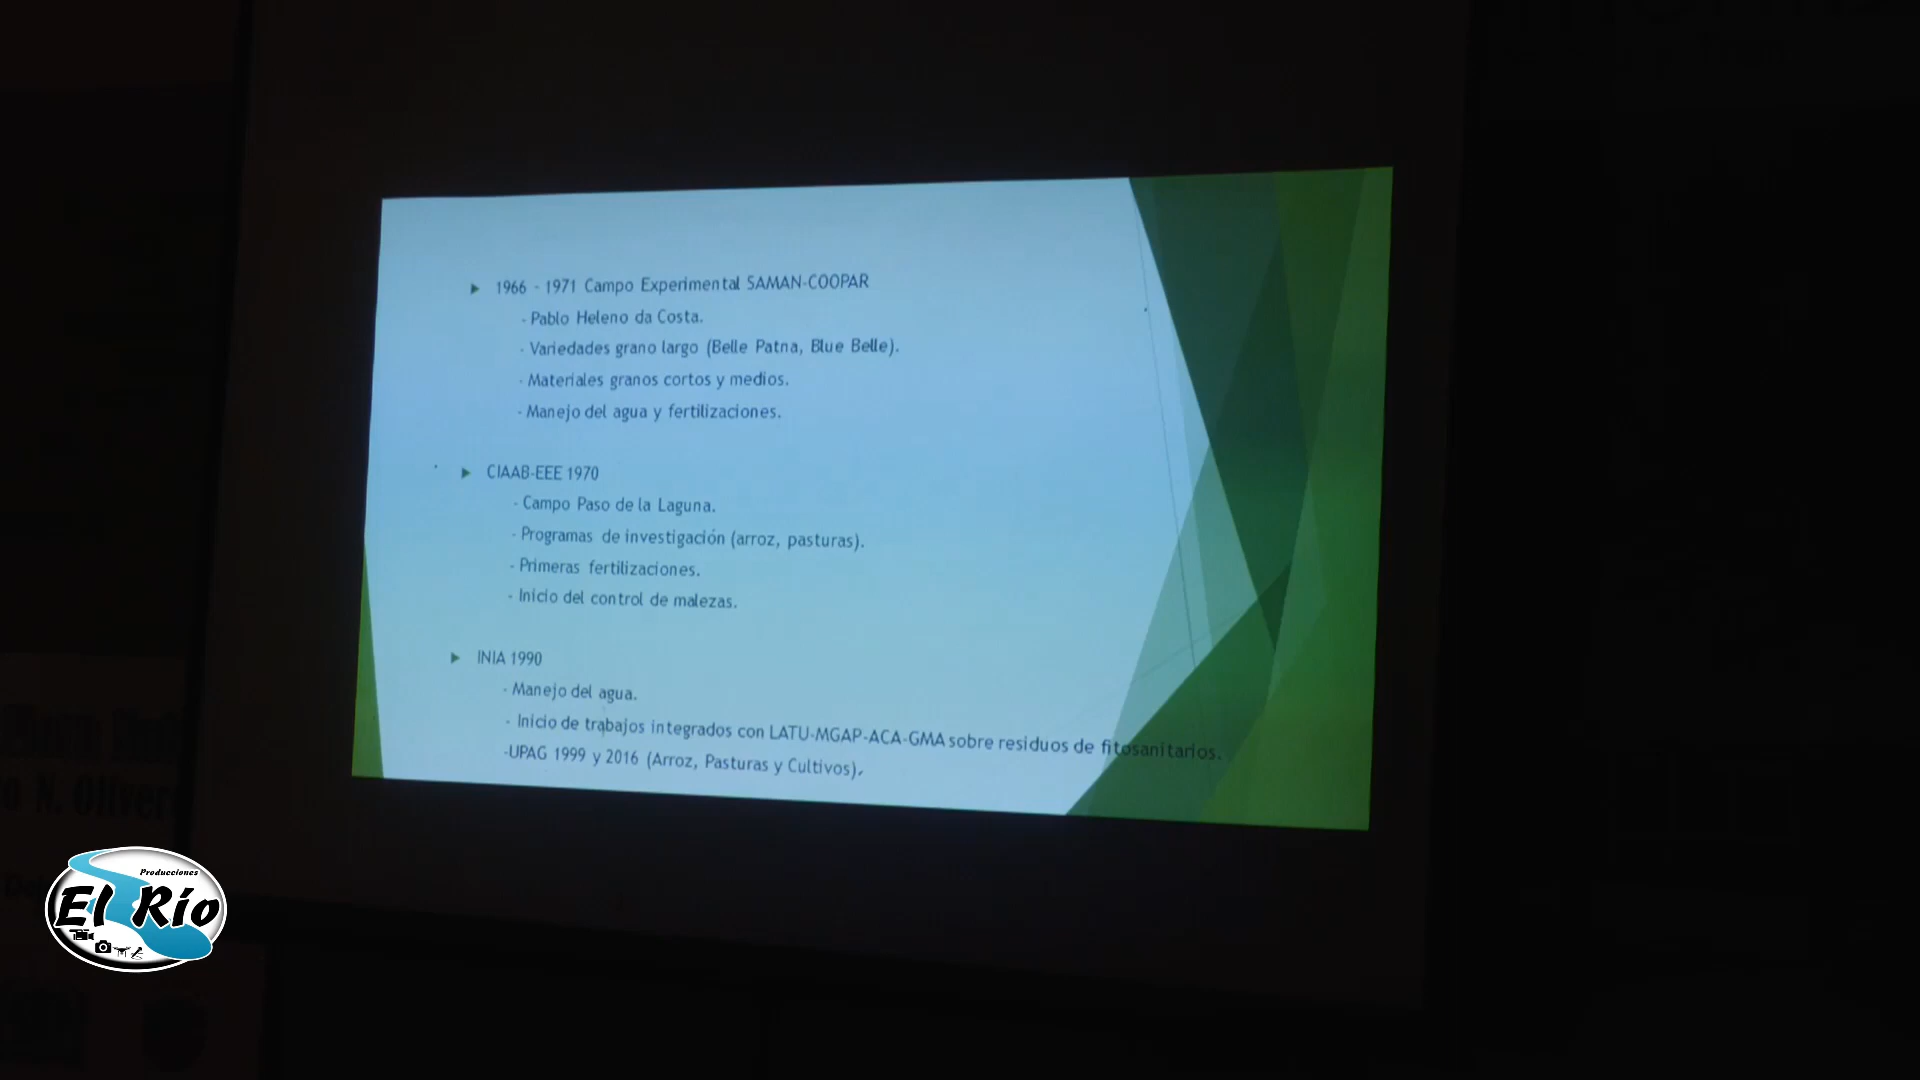 1966 - 1971 Campo Experimental SAMAN-COOPAR
- Pablo Heleno da Costa.
- Variedades grano largo (Belle Patna, Blue Belle).
- Materiales granos cortos y medios.
- Manejo del agua y fertilizaciones.
CIAAB-EEE 1970
- Campo Paso de la Laguna.
- Programas de investigación (arroz, pasturas).
- Primeras fertilizaciones.
- Inicio del control de malezas.
INIA 1990
- Manejo del agua.
- Inicio de trabajos integrados con LATU-MGAP-ACA-GMA sobre residuos de fitosanitarios.
-UPAG 1999 y 2016 (Arroz, Pasturas y Cultivos).
N. Oliver
Producciones
El Río